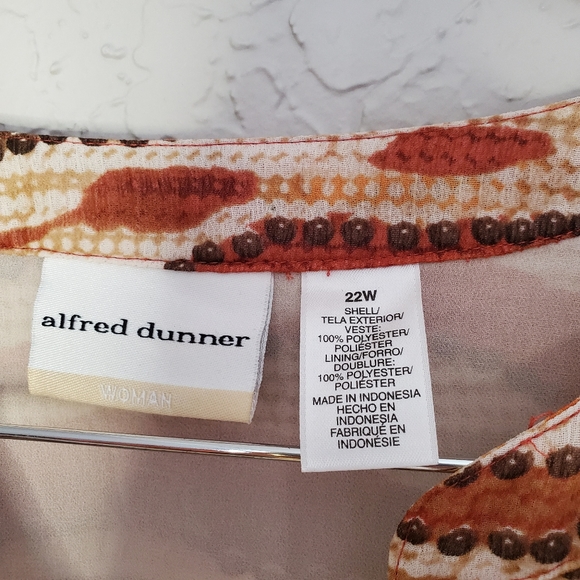 alfred dunner
WOMAN
22W
SHELL/
TELA EXTERIOR/
VESTE:
100% POLYESTER/
POLIÉSTER
LINING/FORRO/
DOUBLURE:
100% POLYESTER/
POLIÉSTER
MADE IN INDONESIA
HECHO EN
INDONESIA
FABRIQUÉ EN
INDONÉSIE